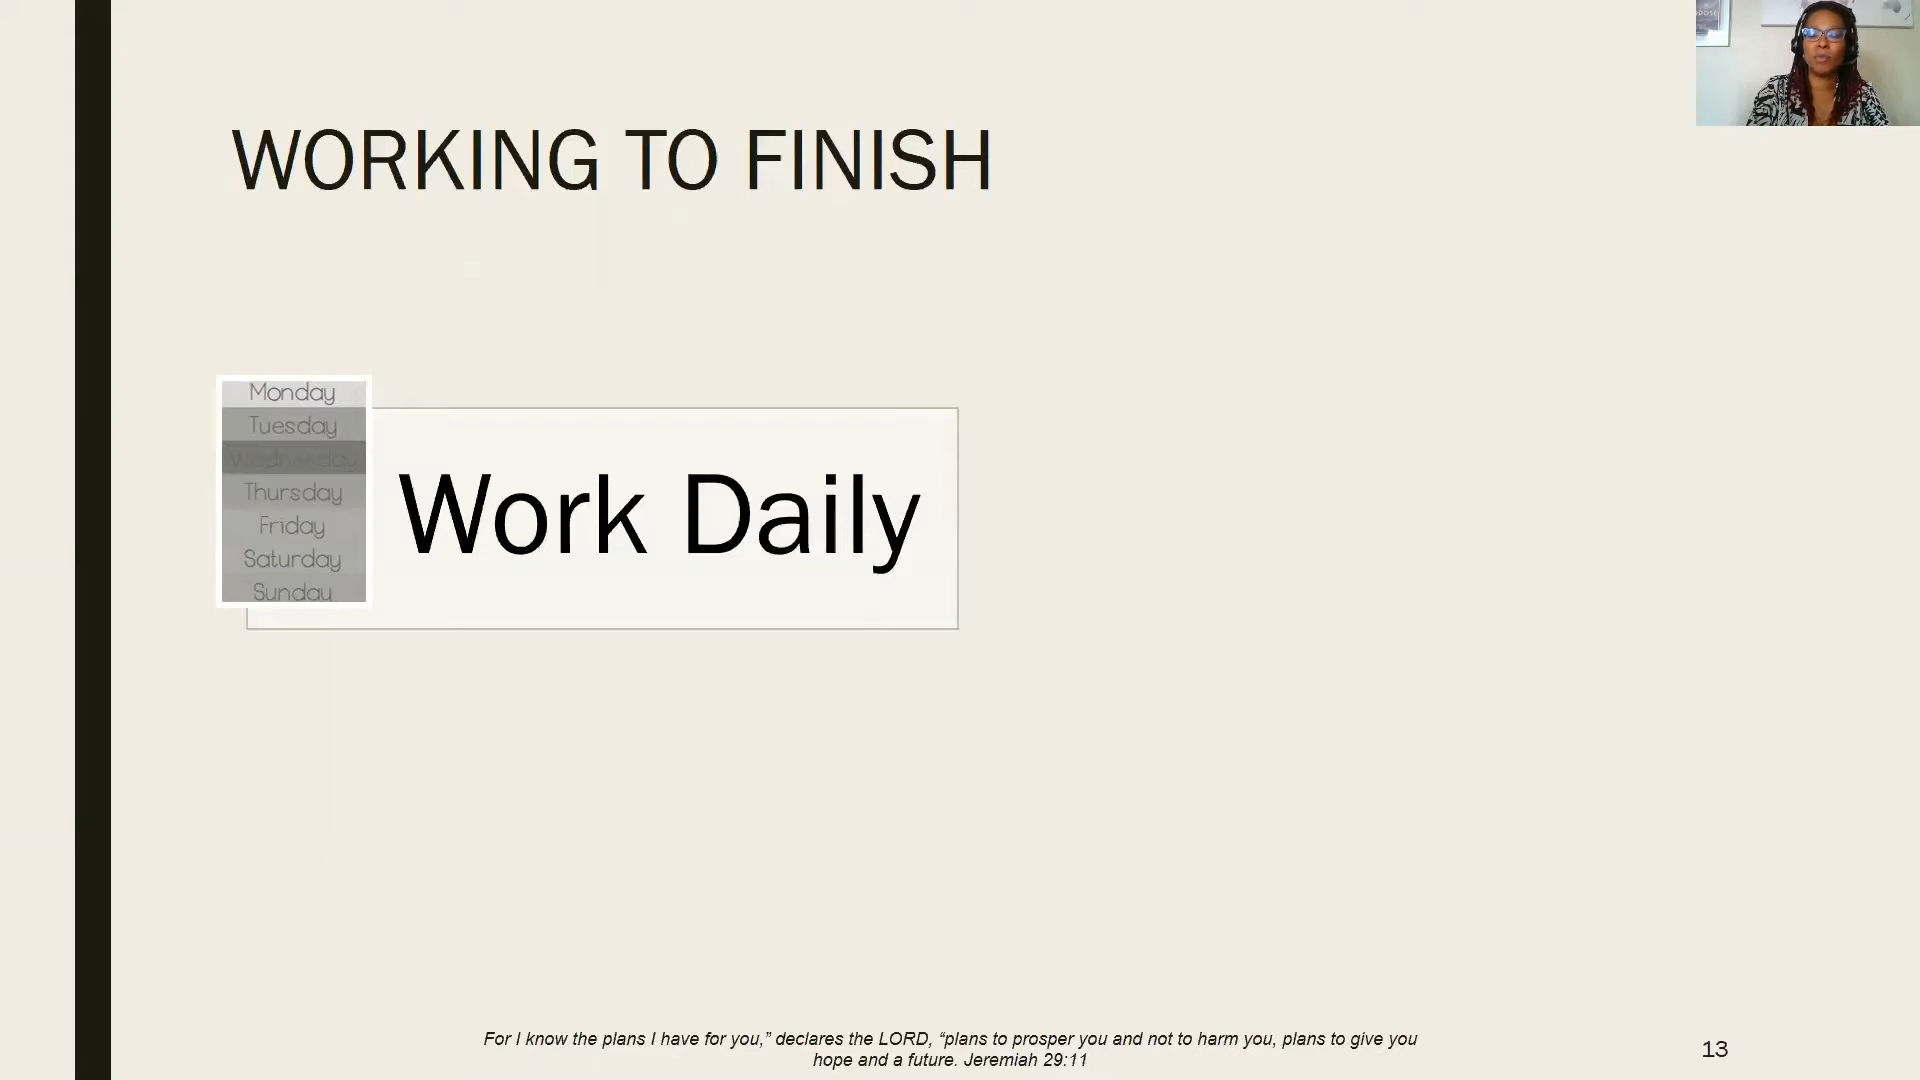 WORKING TO FINISH
Monday
Tuesday
Wednesday
Thursday
Friday
Saturday
Sunday
Work Daily
For I know the plans I have for you,” declares the LORD, “plans to prosper you and not to harm you, plans to give you
hope and a future. Jeremiah 29:11
13